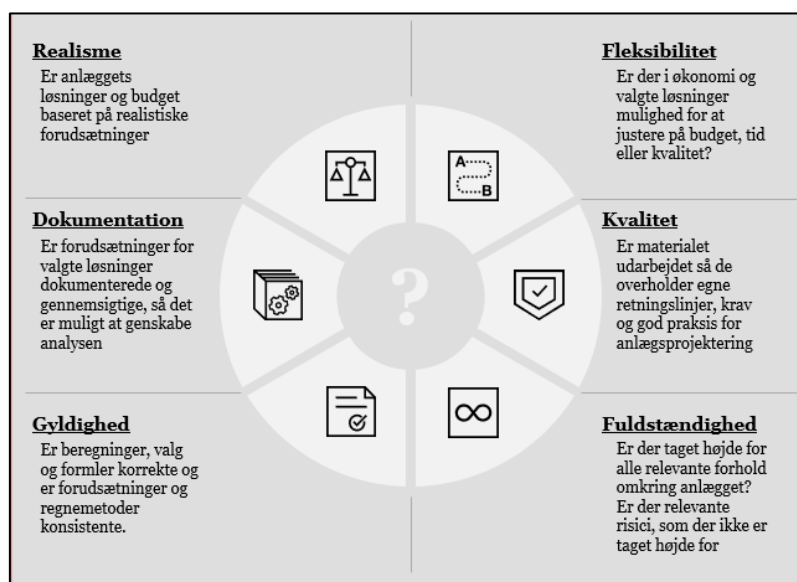 Realisme
Er anlæggets
løsninger og budget
baseret på realistiske
forudsætninger
Fleksibilitet
Er der i økonomi og
valgte løsninger
mulighed for at
justere på budget, tid
eller kvalitet?
A
B
Dokumentation
Er forudsætninger for
valgte løsninger
dokumenterede og
gennemsigtige, så det
er muligt at genskabe
analysen
?
Kvalitet
Er materialet
udarbejdet så de
overholder egne
retningslinjer, krav
og god praksis for
anlægsprojektering
Gyldighed
Er beregninger, valg
og formler korrekte og
er forudsætninger og
regnemetoder
konsistente.
Fuldstændighed
Er der taget højde for
alle relevante forhold
omkring anlægget?
Er der relevante
risici, som der ikke er
taget højde for